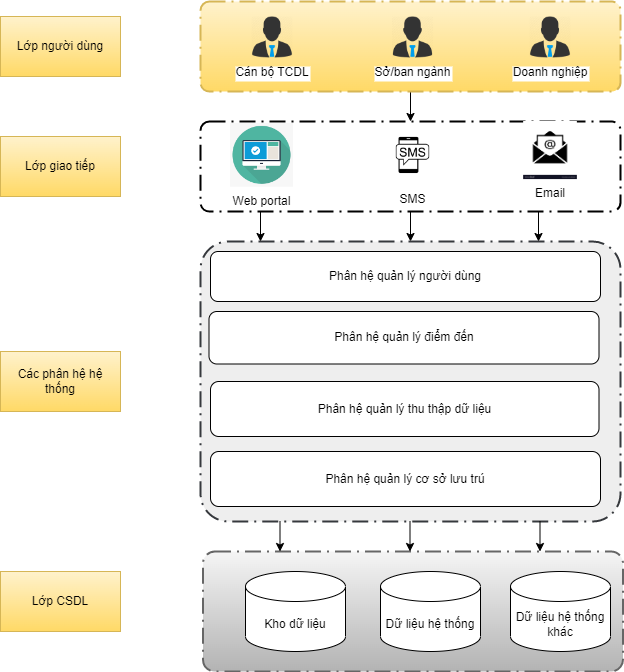 Lớp người dùng
Cán bộ TCDL
Sở/ban ngành
Doanh nghiệp
Lớp giao tiếp
SMS
@
Web portal
SMS
Email
Phân hệ quản lý người dùng
Phân hệ quản lý điểm đến
Các phân hệ hệ
thống
Phân hệ quản lý thu thập dữ liệu
Phân hệ quản lý cơ sở lưu trú
Lớp CSDL
Kho dữ liệu
Dữ liệu hệ thống
Dữ liệu hệ thống
khác